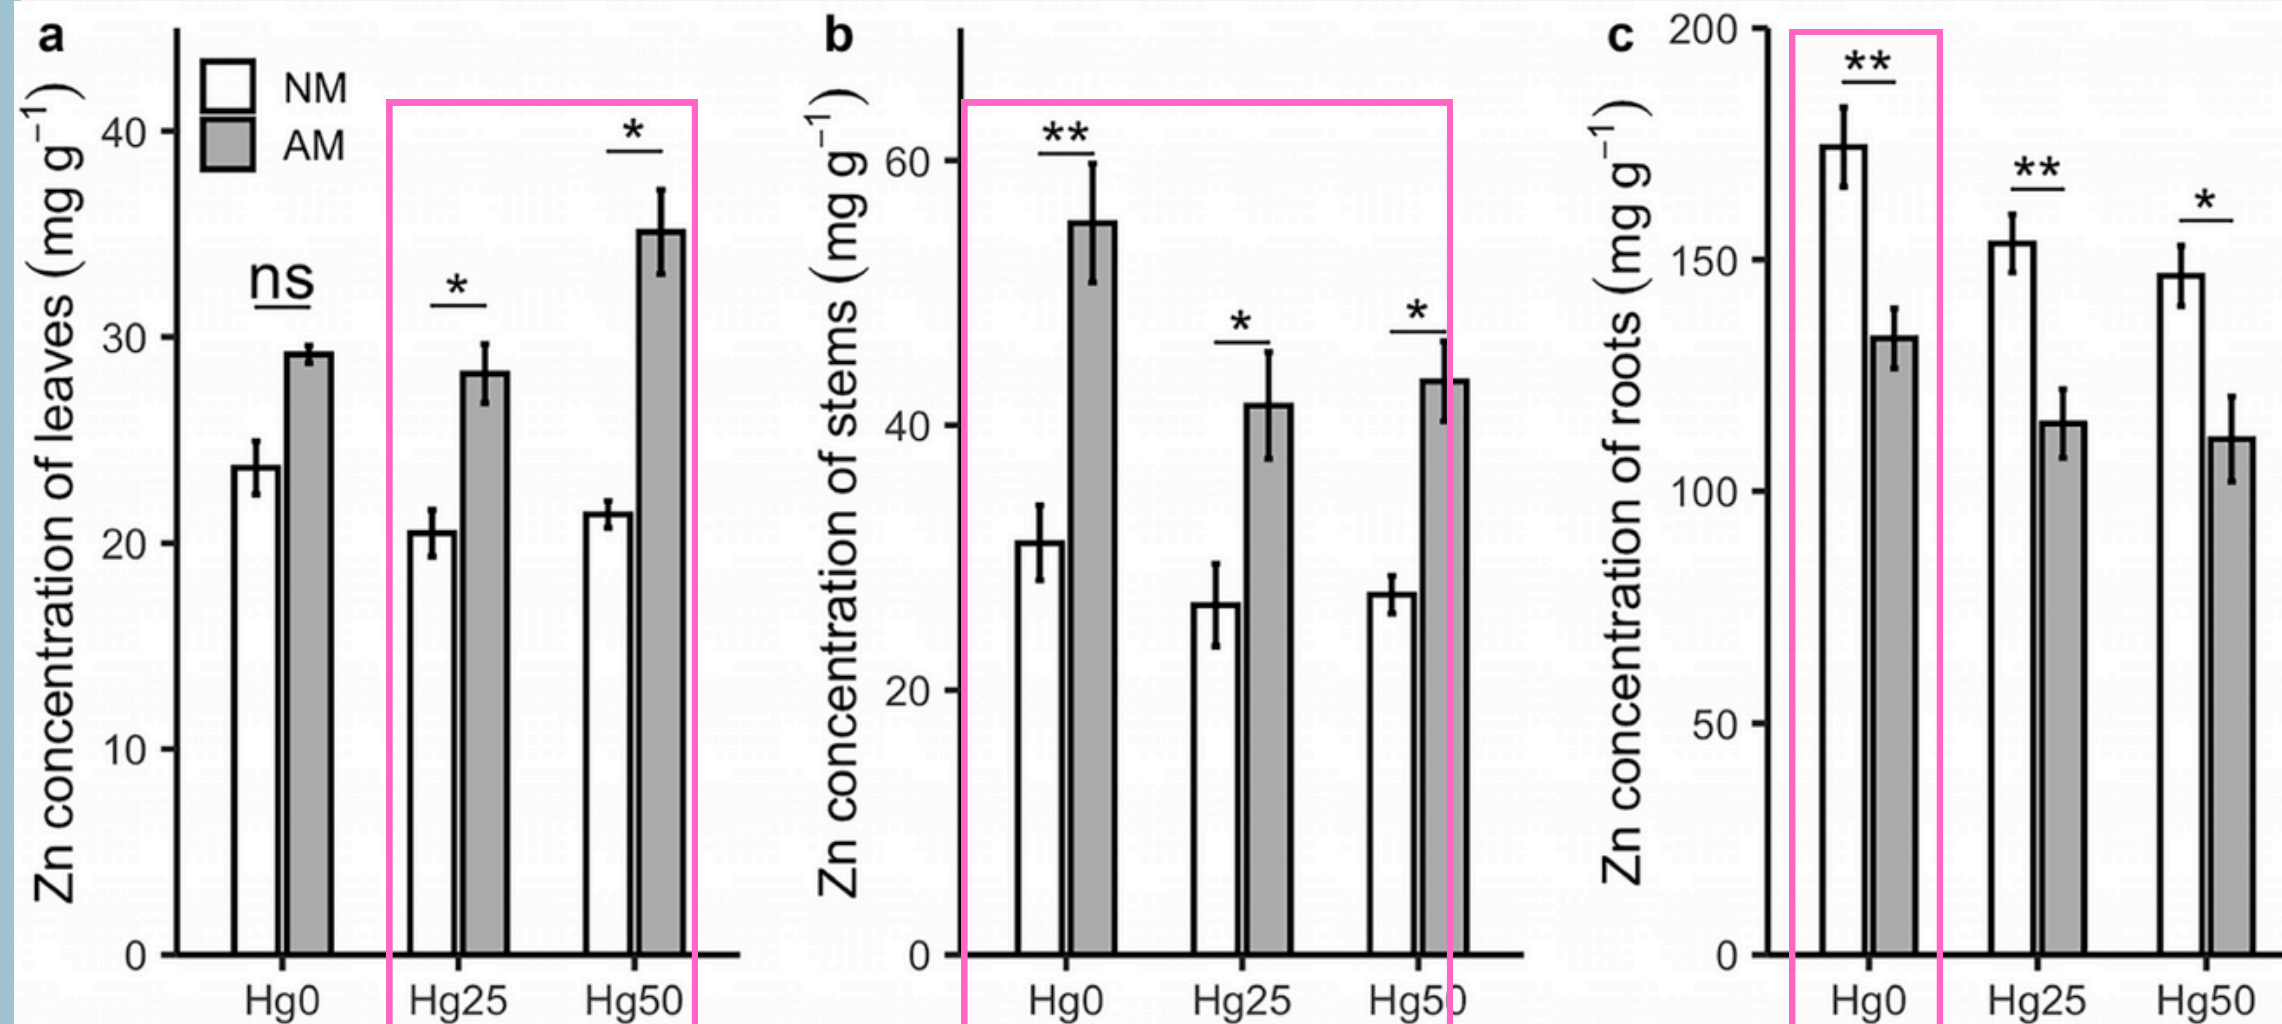 a
NM
AM
Zn concentration of leaves (mg g⁻¹)
40
30
20
10
0
ns
*
*
Hg0 Hg25 Hg50
b
Zn concentration of stems (mg g⁻¹)
60
40
20
0
**
*
*
Hg0 Hg25 Hg50
c
Zn concentration of roots (mg g⁻¹)
200
150
100
50
0
**
**
*
Hg0 Hg25 Hg50